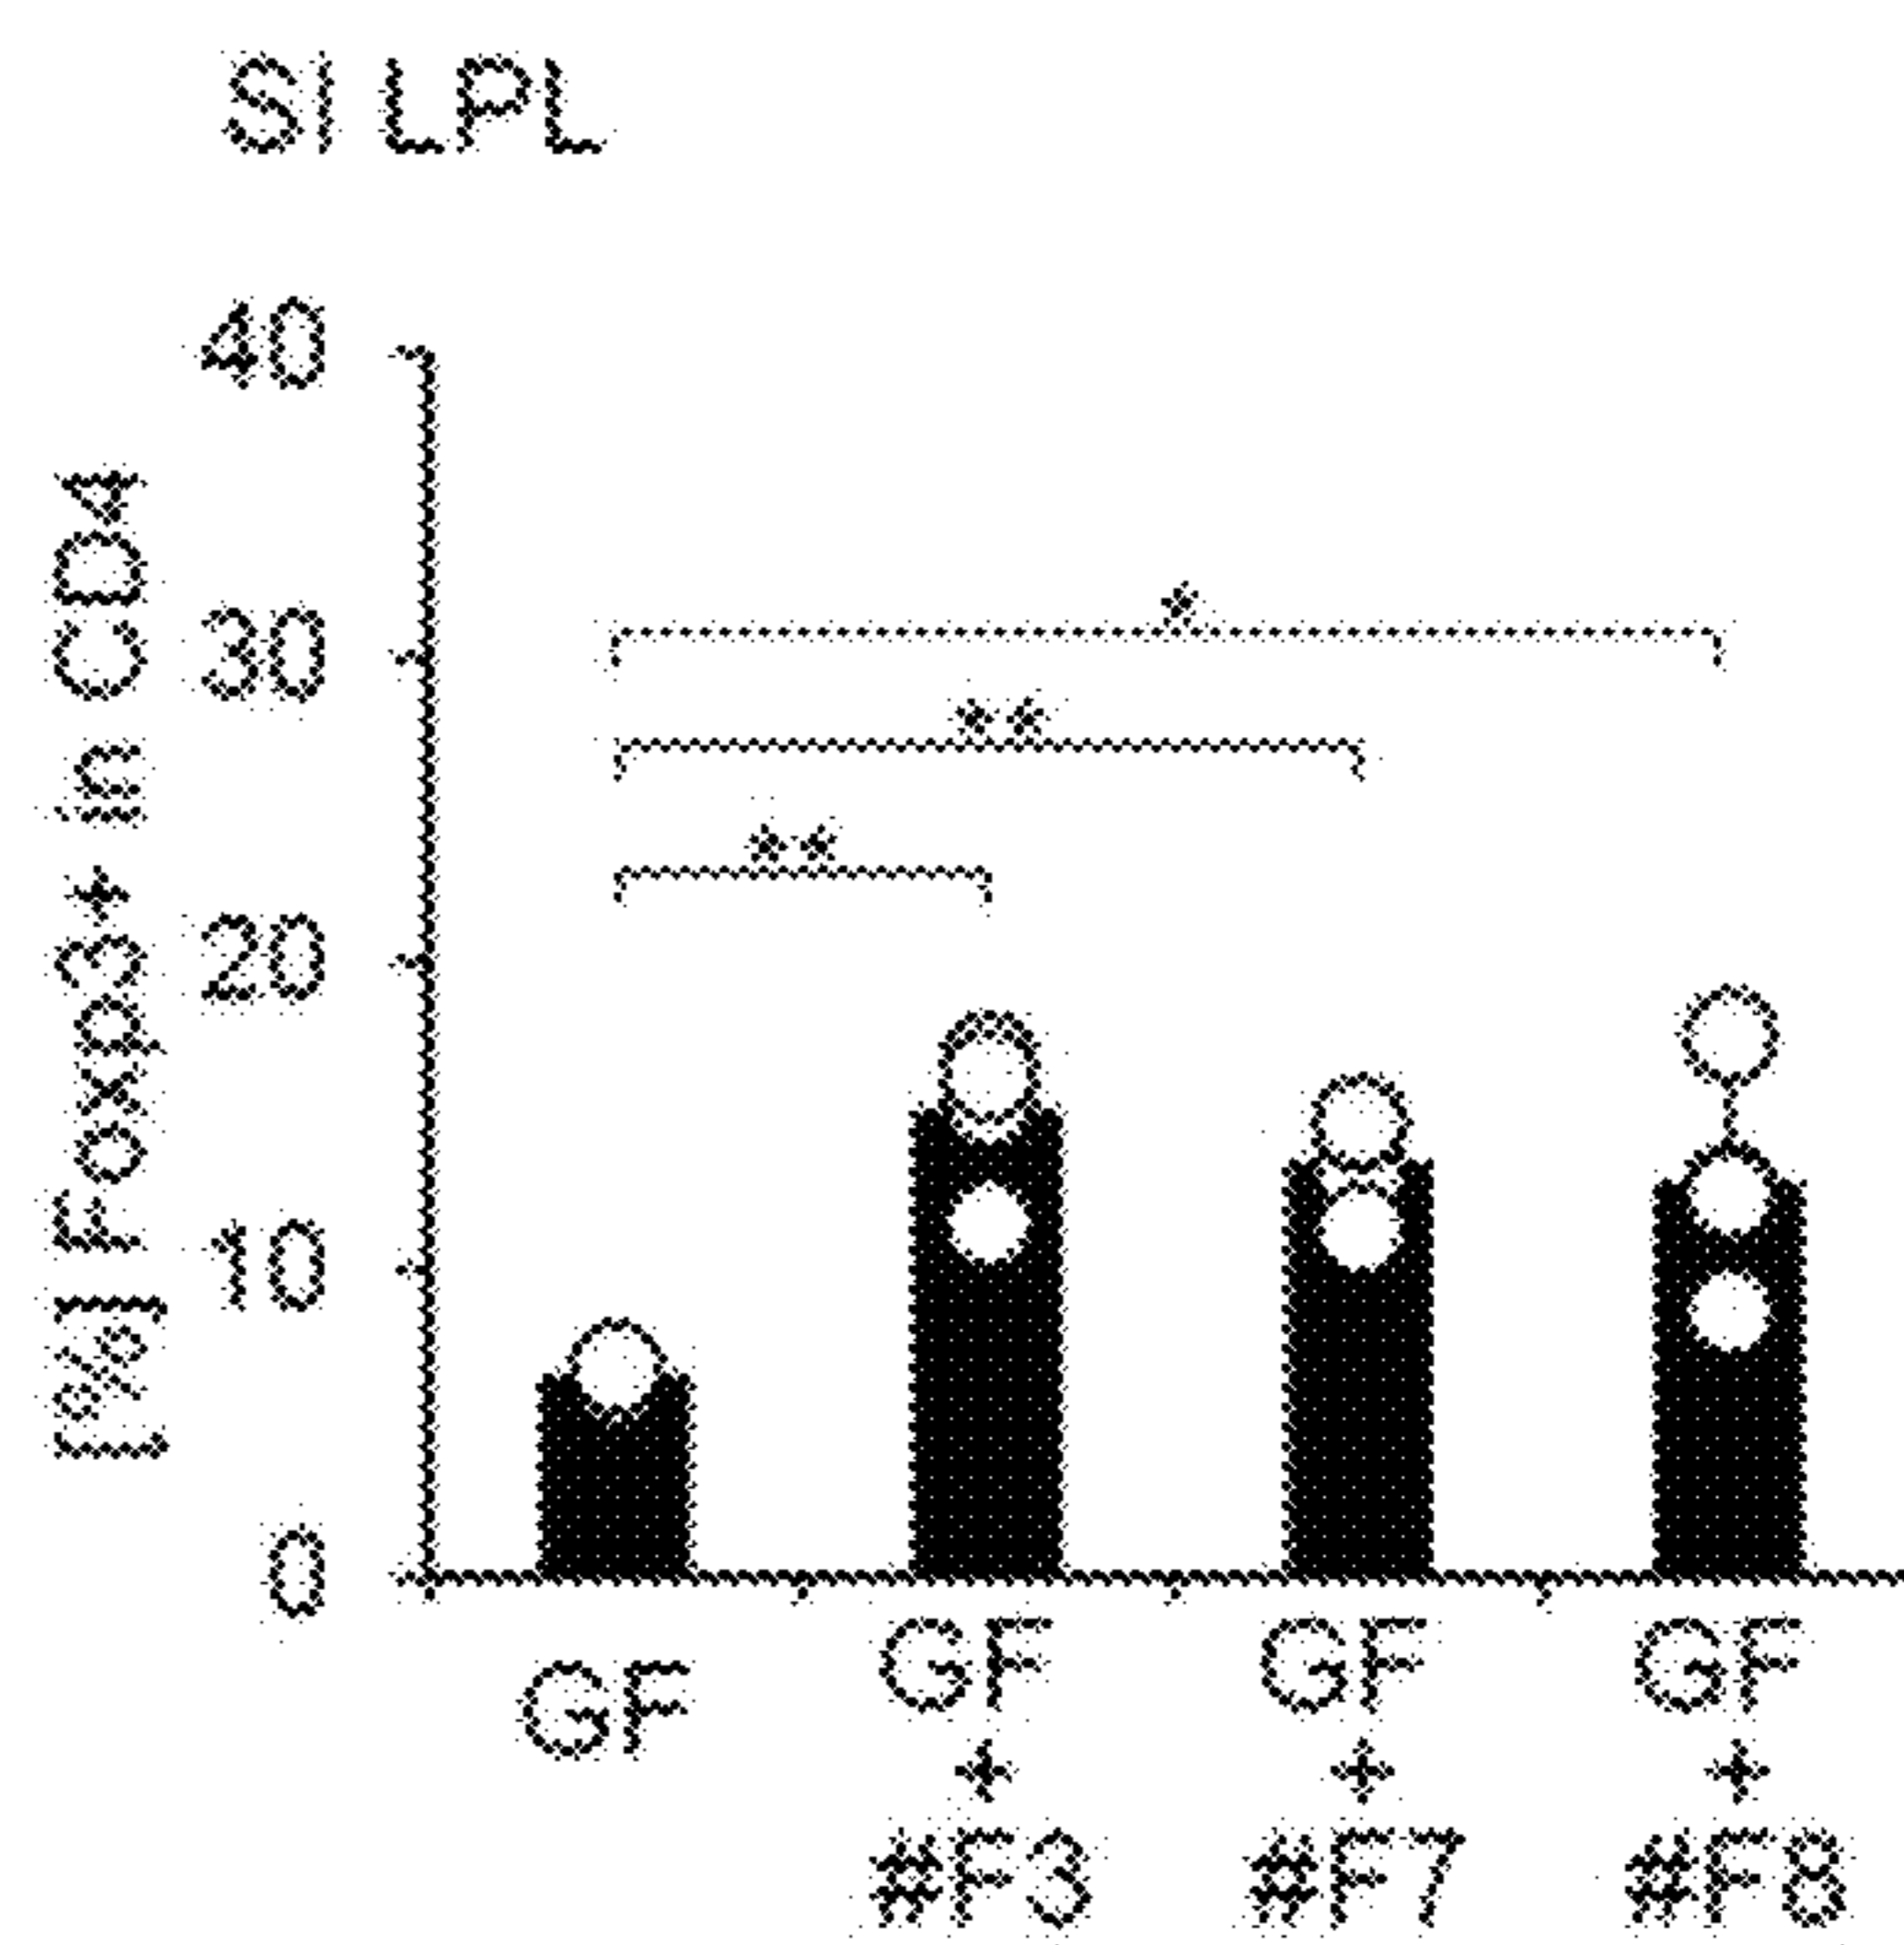 SI LPL
[%] Foxp3+ in CD4
40
30
20
10
0
*
**
**
GF
GF
+
#F3
GF
+
#F7
GF
+
#F8